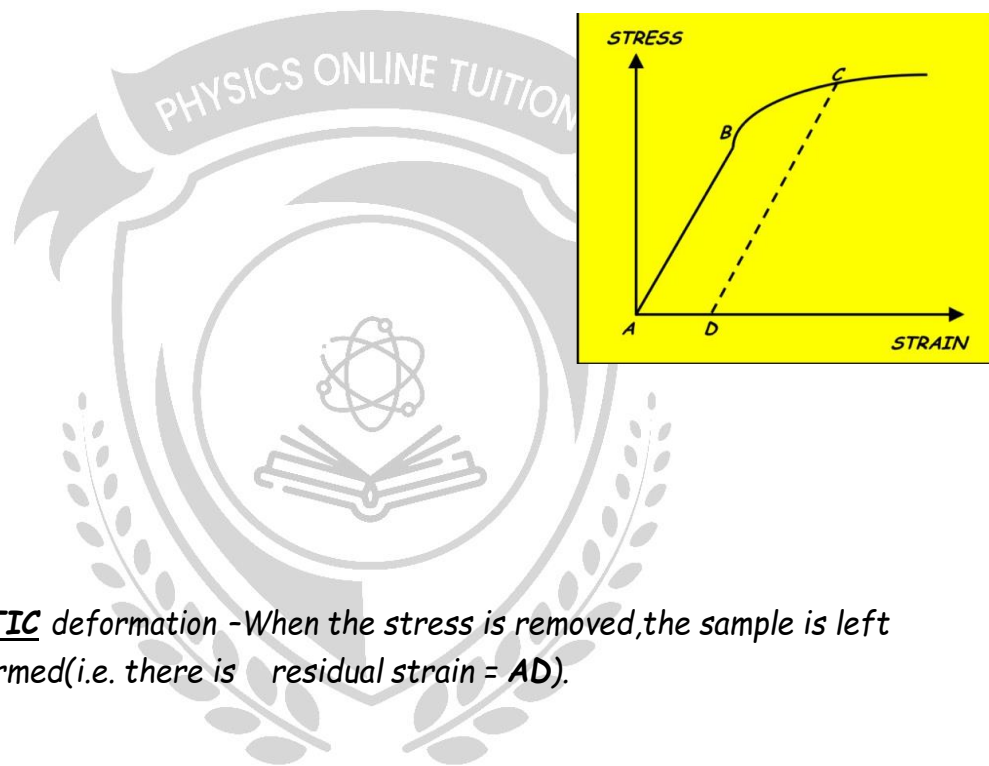 PHYSICS ONLINE TUITION
STRESS
C
B
A
D
STRAIN
TIC deformation –When the stress is removed,the sample is left
rmed(i.e. there is residual strain = AD).